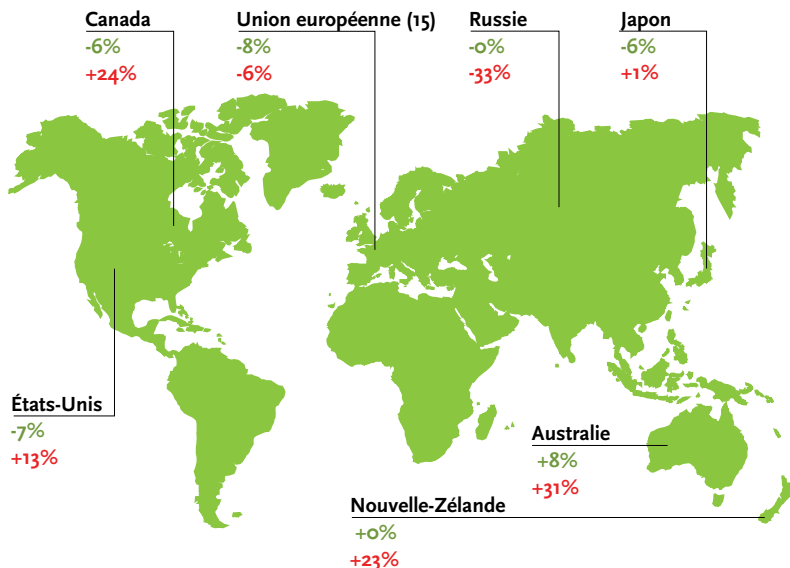 Canada
-6%
+24%
Union européenne (15)
-8%
-6%
Russie
-0%
-33%
Japon
-6%
+1%
États-Unis
-7%
+13%
Australie
+8%
+31%
Nouvelle-Zélande
+0%
+23%